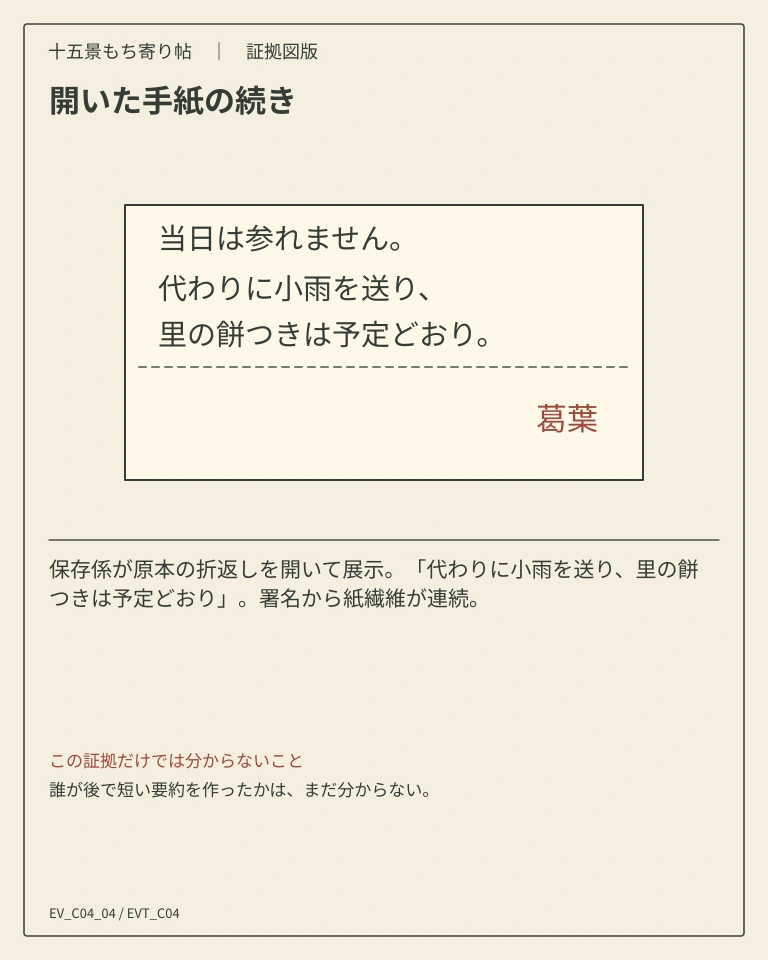 十五景もち寄り帖 ｜ 証拠図版
開いた手紙の続き
当日は参れません。
代わりに小雨を送り、
里の餅つきは予定どおり。
葛葉
保存係が原本の折返しを開いて展示。「代わりに小雨を送り、里の餅
つきは予定どおり」。署名から紙繊維が連続。
この証拠だけでは分からないこと
誰が後で短い要約を作ったかは、まだ分からない。
EV_C04_04 / EVT_C04